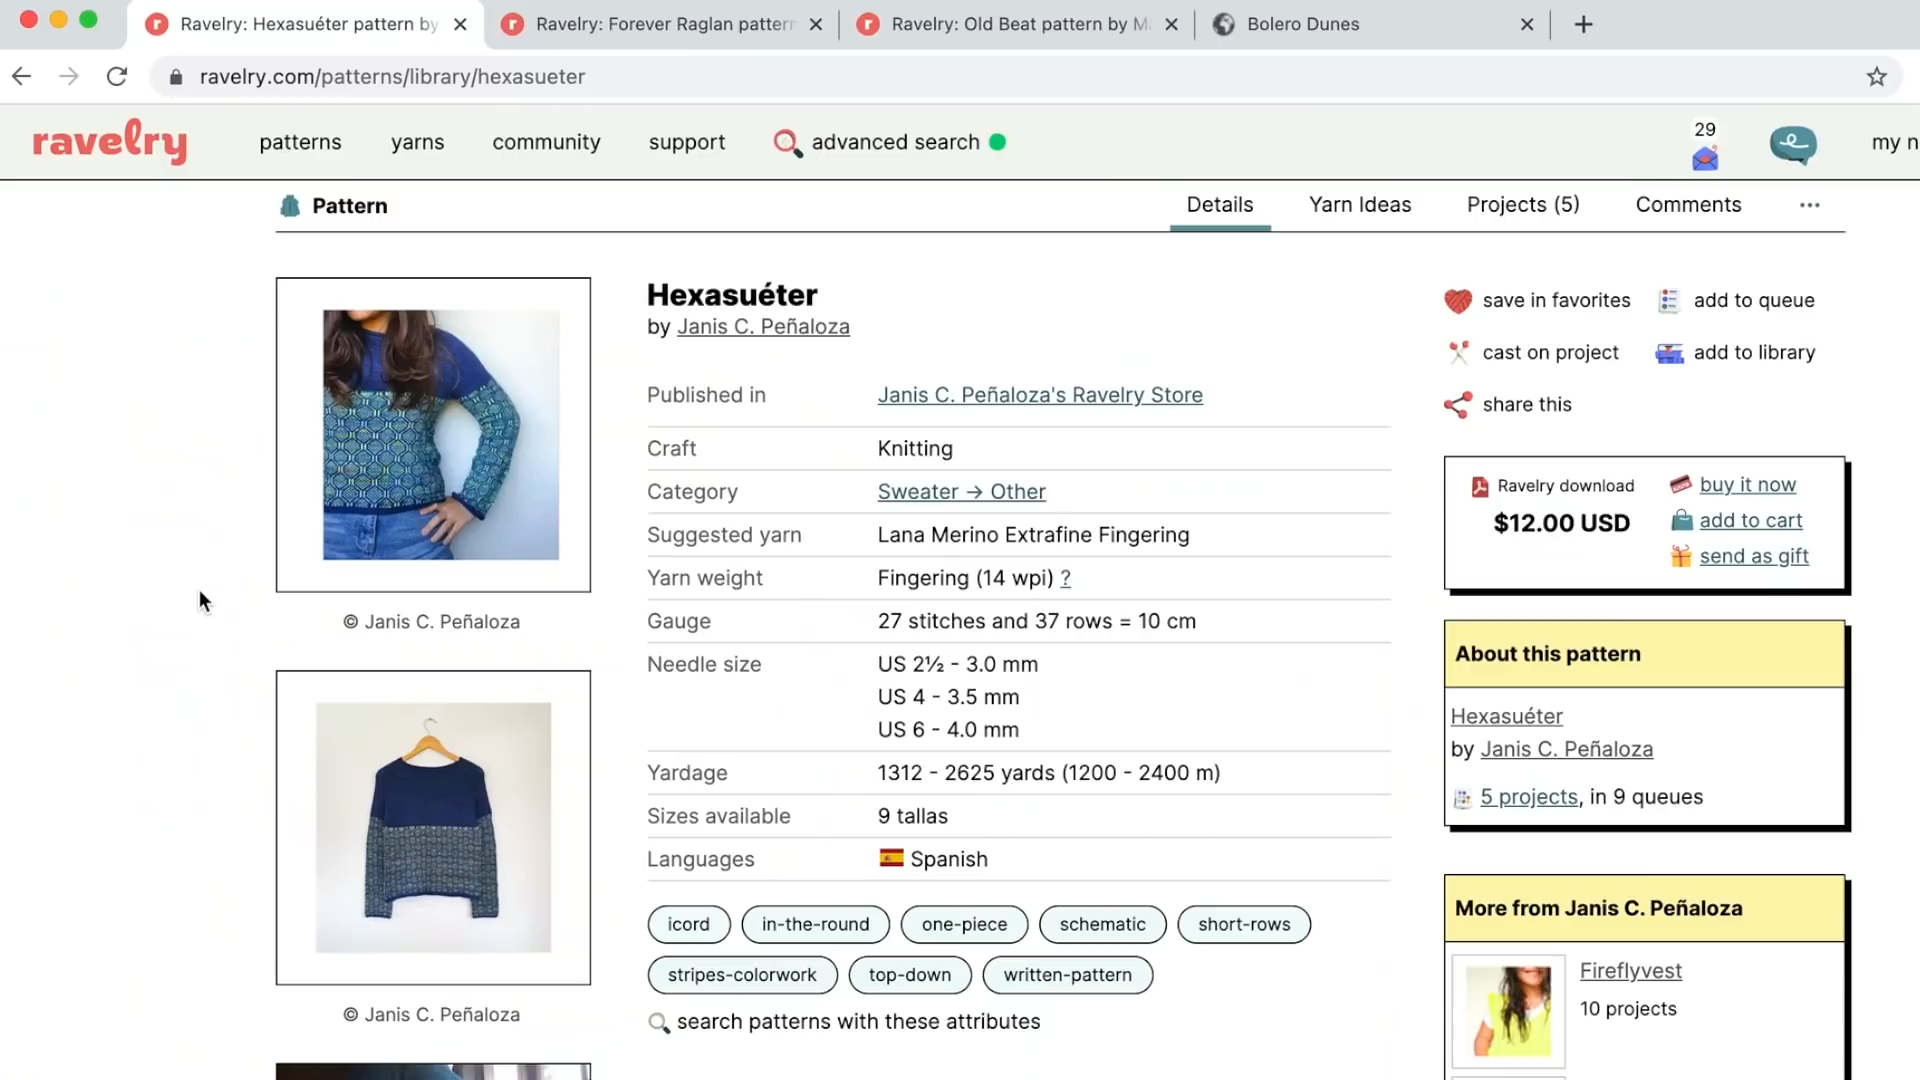 Ravelry: Hexasuéter pattern by
Ravelry: Forever Raglan pattern
Ravelry: Old Beat pattern by M
Bolero Dunes
ravelry.com/patterns/library/hexasueter
ravelry
patterns
yarns
community
support
advanced search
29
my n
Pattern
Details
Yarn Ideas
Projects (5)
Comments
Hexasuéter
by Janis C. Peñaloza
Published in
Janis C. Peñaloza's Ravelry Store
Craft
Knitting
Category
Sweater → Other
Suggested yarn
Lana Merino Extrafine Fingering
Yarn weight
Fingering (14 wpi) ?
Gauge
27 stitches and 37 rows = 10 cm
Needle size
US 2½ - 3.0 mm
US 4 - 3.5 mm
US 6 - 4.0 mm
Yardage
1312 - 2625 yards (1200 - 2400 m)
Sizes available
9 tallas
Languages
Spanish
icord
in-the-round
one-piece
schematic
short-rows
stripes-colorwork
top-down
written-pattern
search patterns with these attributes
© Janis C. Peñaloza
© Janis C. Peñaloza
save in favorites
add to queue
cast on project
add to library
share this
Ravelry download
$12.00 USD
buy it now
add to cart
send as gift
About this pattern
Hexasuéter
by Janis C. Peñaloza
5 projects, in 9 queues
More from Janis C. Peñaloza
Fireflyvest
10 projects